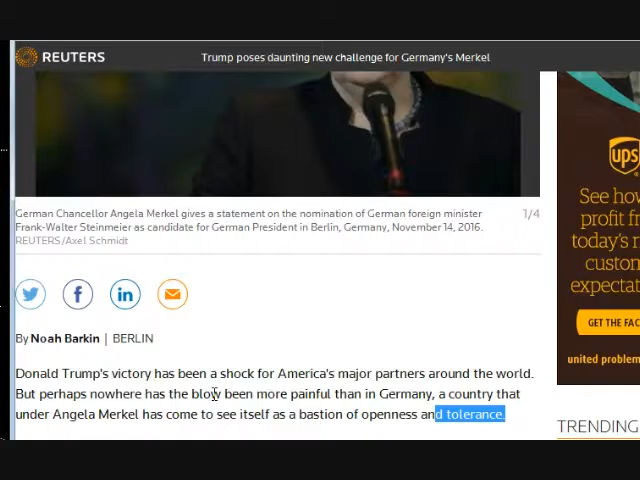 REUTERS
Trump poses daunting new challenge for Germany's Merkel
German Chancellor Angela Merkel gives a statement on the nomination of German foreign minister
1/4
Frank-Walter Steinmeier as candidate for German President in Berlin, Germany, November 14, 2016.
REUTERS/Axel Schmidt
By Noah Barkin | BERLIN
Donald Trump's victory has been a shock for America's major partners around the world.
But perhaps nowhere has the blow been more painful than in Germany, a country that
under Angela Merkel has come to see itself as a bastion of openness and tolerance.
ups
See how
profit fr
today's r
custom
expectat
GET THE FAC
united problem
TRENDING